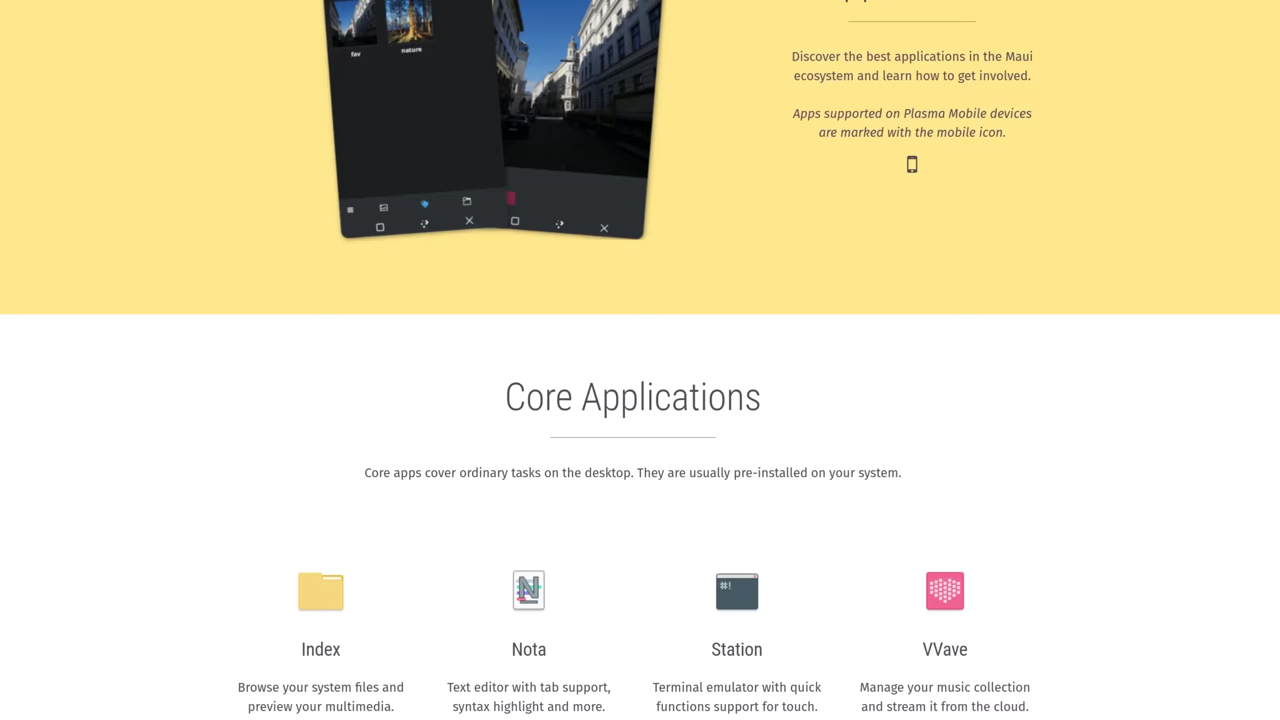 fav
nature
Discover the best applications in the Maui
ecosystem and learn how to get involved.
Apps supported on Plasma Mobile devices
are marked with the mobile icon.
Core Applications
Core apps cover ordinary tasks on the desktop. They are usually pre-installed on your system.
N
#!
Index
Nota
Station
VVave
Browse your system files and
preview your multimedia.
Text editor with tab support,
syntax highlight and more.
Terminal emulator with quick
functions support for touch.
Manage your music collection
and stream it from the cloud.